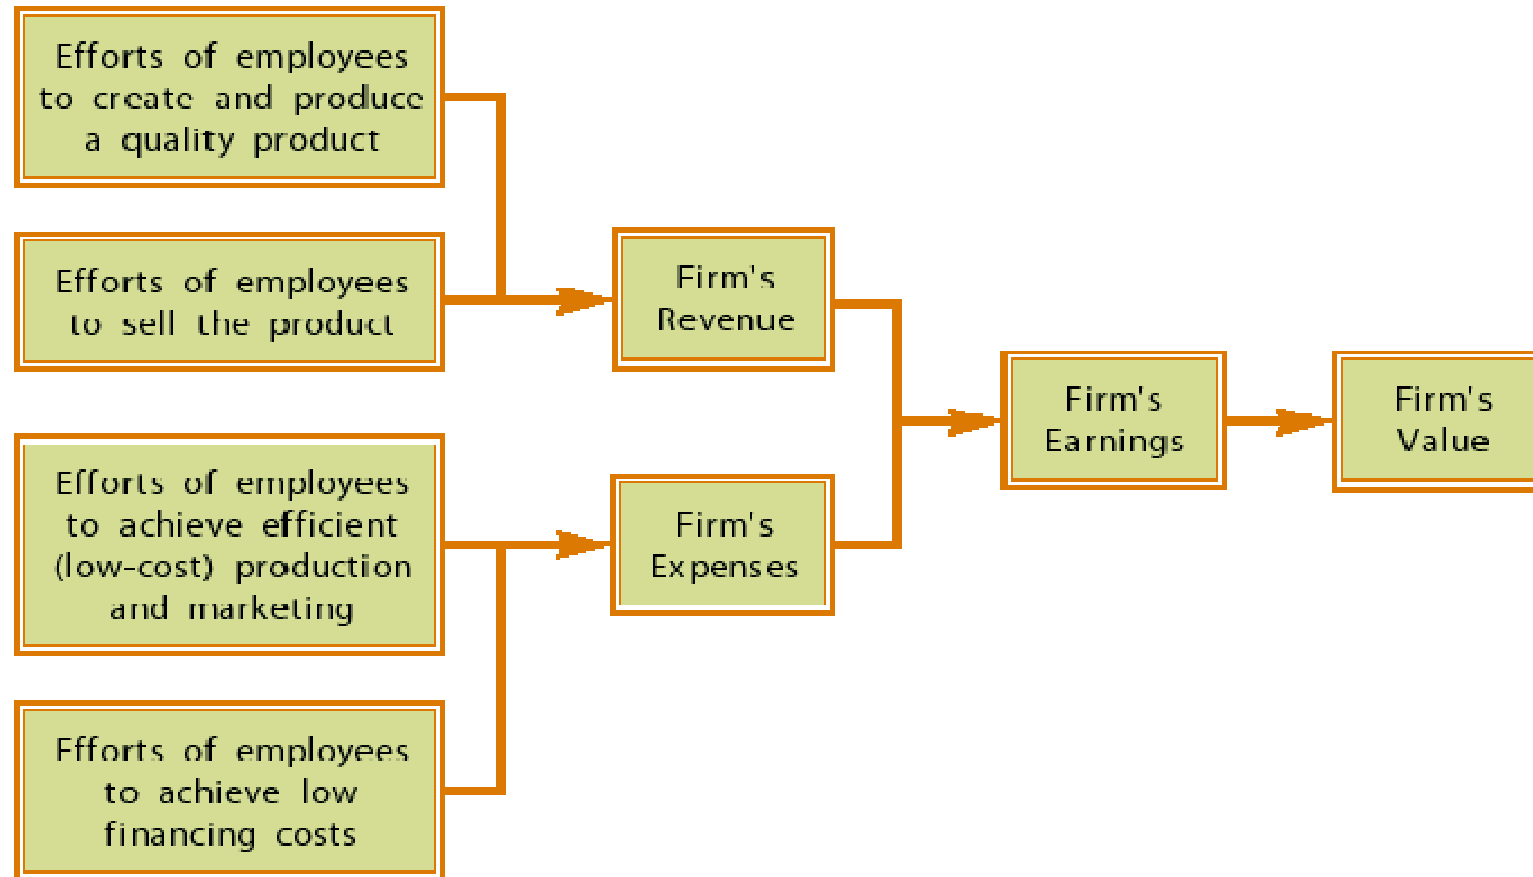 Efforts of employees
to create and produce
a quality product
Efforts of employees
to sell the product
Efforts of employees
to achieve efficient
(low-cost) production
and marketing
Efforts of employees
to achieve low
financing costs
Firm's
Revenue
Firm's
Expenses
Firm's
Earnings
Firm's
Value